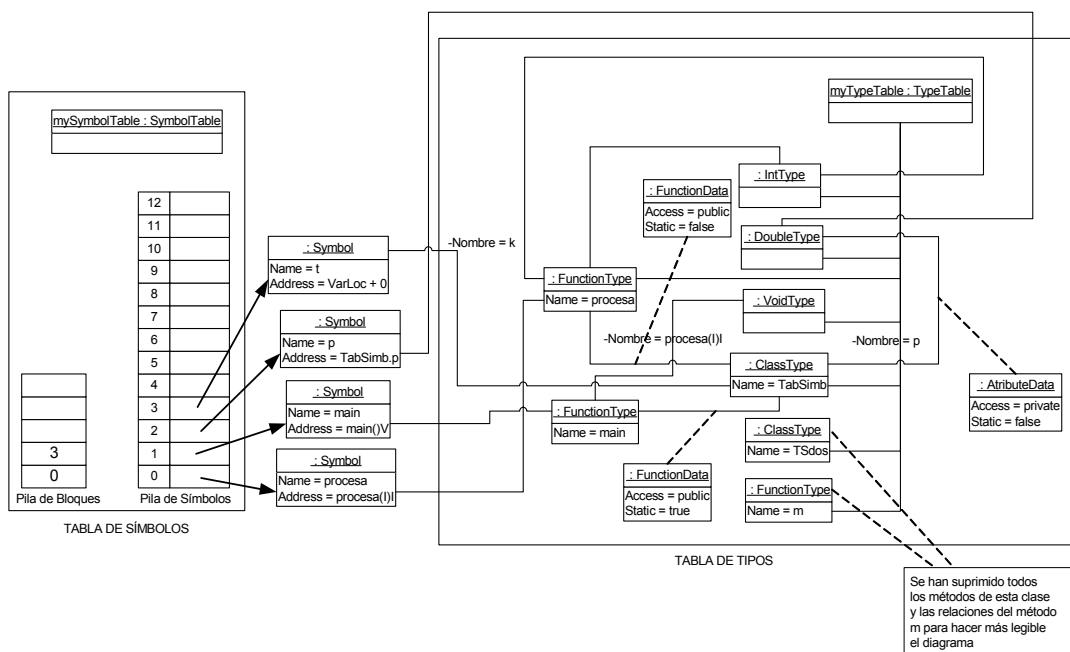 mySymbolTable : SymbolTable
12
11
10
9
8
7
6
5
4
3
2
1
0
3
0
Pila de Bloques
Pila de Símbolos
TABLA DE SÍMBOLOS
: Symbol
Name = t
Address = VarLoc + 0
: Symbol
Name = p
Address = TabSimb.p
: Symbol
Name = main
Address = main()V
: Symbol
Name = procesa
Address = procesa(I)I
myTypeTable : TypeTable
: IntType
: FunctionData
Access = public
Static = false
-Nombre = k
: DoubleType
: FunctionType
Name = procesa
: VoidType
-Nombre = procesa(I)I
-Nombre = p
: ClassType
Name = TabSimb
: AtributeData
Access = private
Static = false
: FunctionType
Name = main
: ClassType
Name = TSdos
: FunctionData
Access = public
Static = true
: FunctionType
Name = m
TABLA DE TIPOS
Se han suprimido todos
los métodos de esta clase
y las relaciones del método
m para hacer más legible
el diagrama